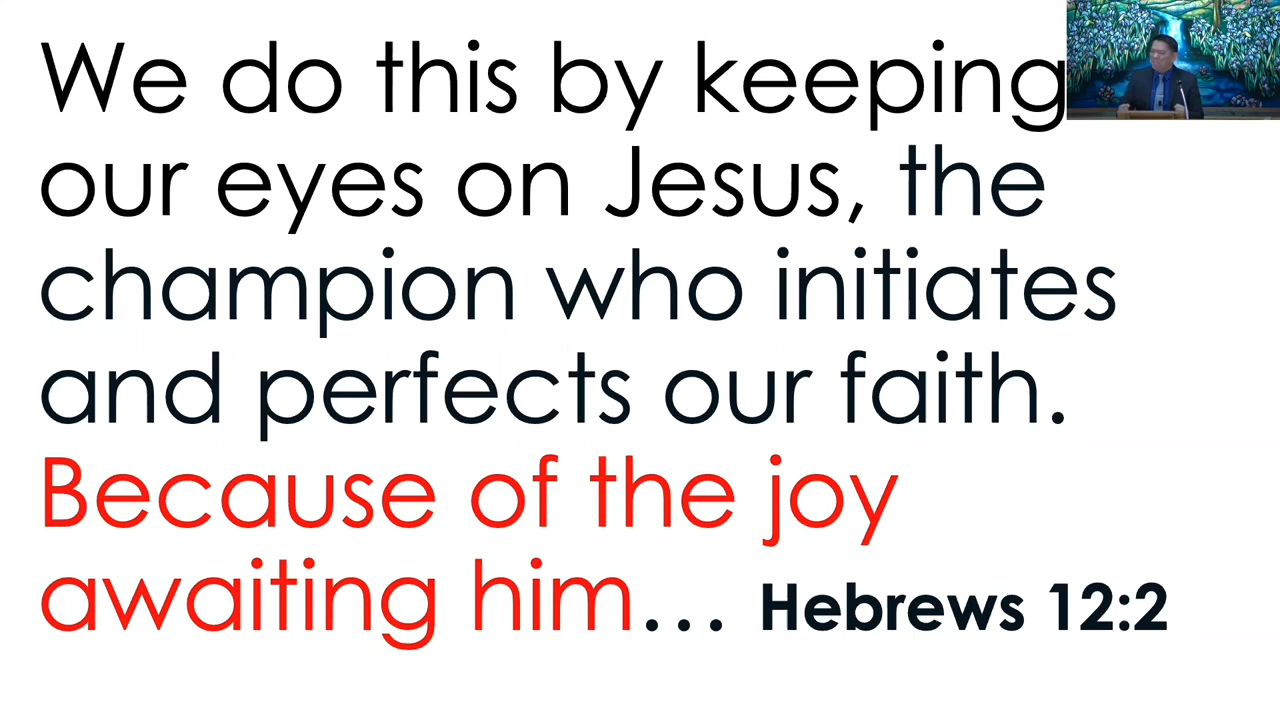 We do this by keeping
our eyes on Jesus, the
champion who initiates
and perfects our faith.
Because of the joy
awaiting him... Hebrews 12:2